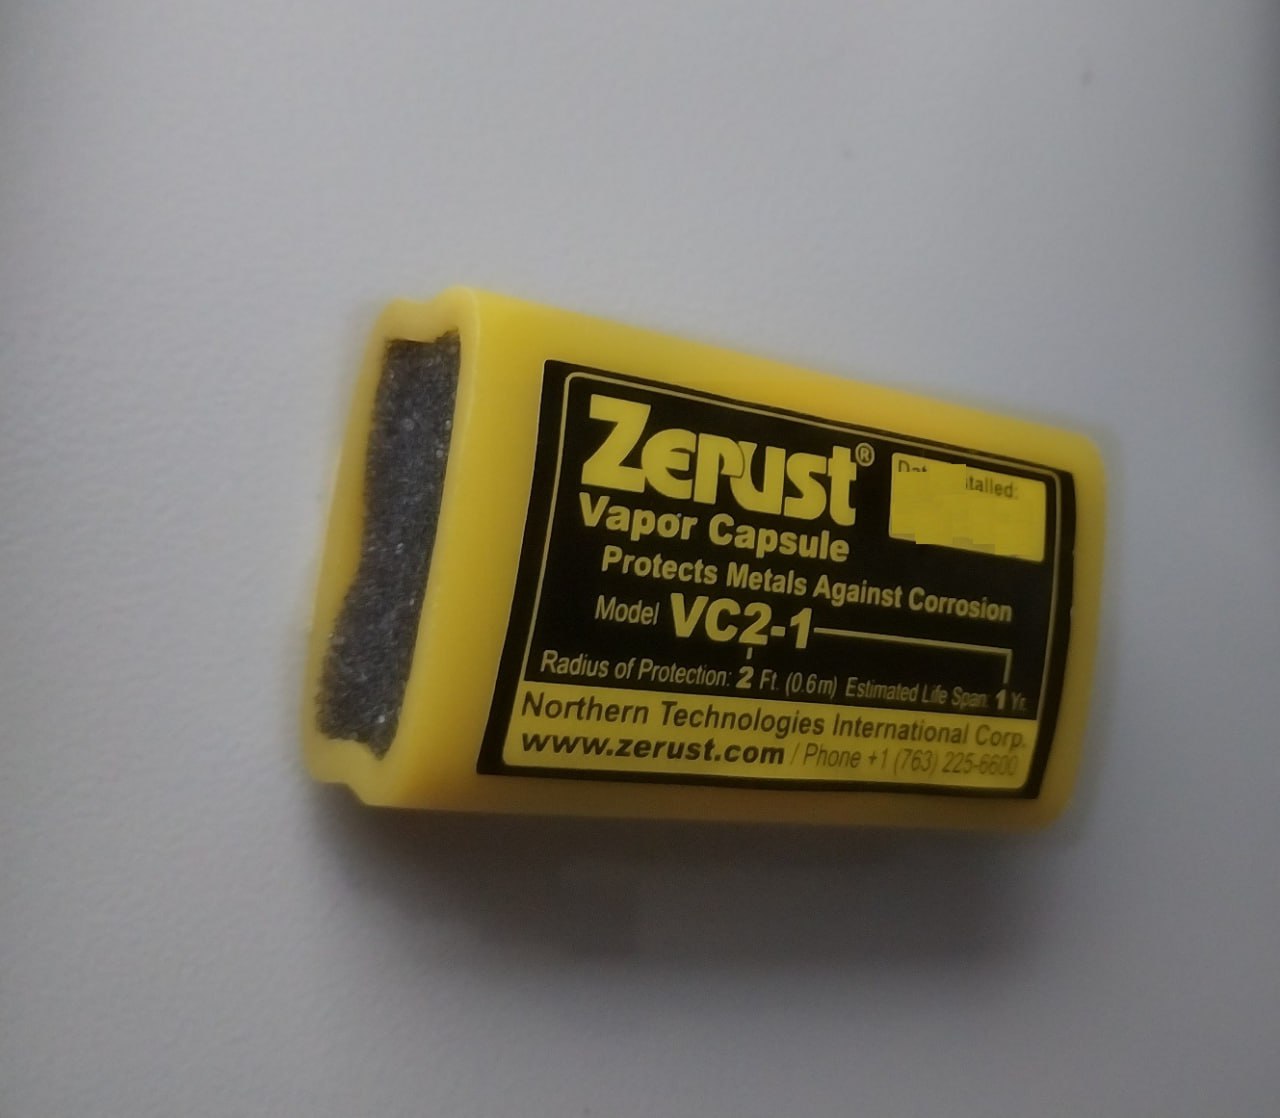 Zerust®
Vapor Capsule
Protects Metals Against Corrosion
Model VC2-1
Radius of Protection: 2 Ft. (0.6m) Estimated Life Span: 1 Yr.
Northern Technologies International Corp.
www.zerust.com / Phone +1 (763) 225-6600